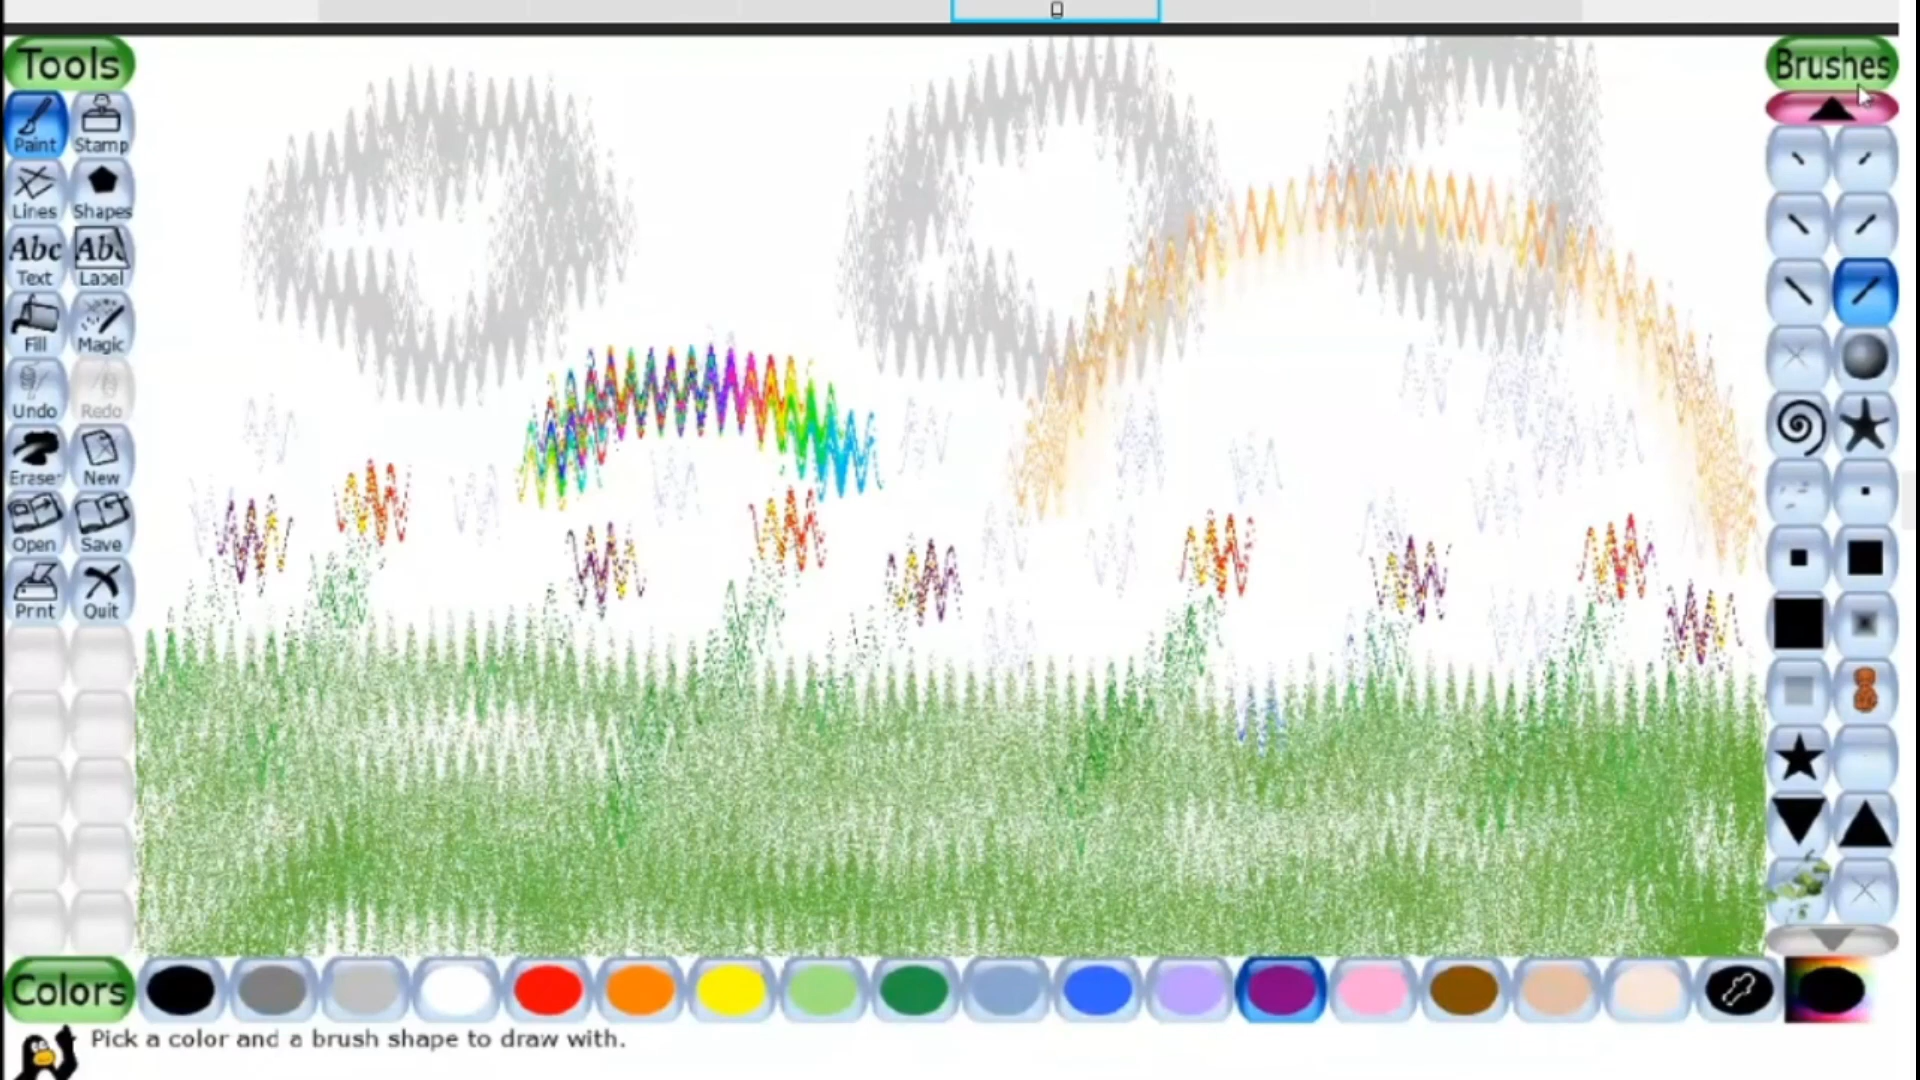 Tools
Brushes
Paint
Stamp
Lines
Shapes
Abc
Abc
Text
Label
Fill
Magic
Undo
Redo
Eraser
New
Open
Save
Print
Quit
Colors
Pick a color and a brush shape to draw with.